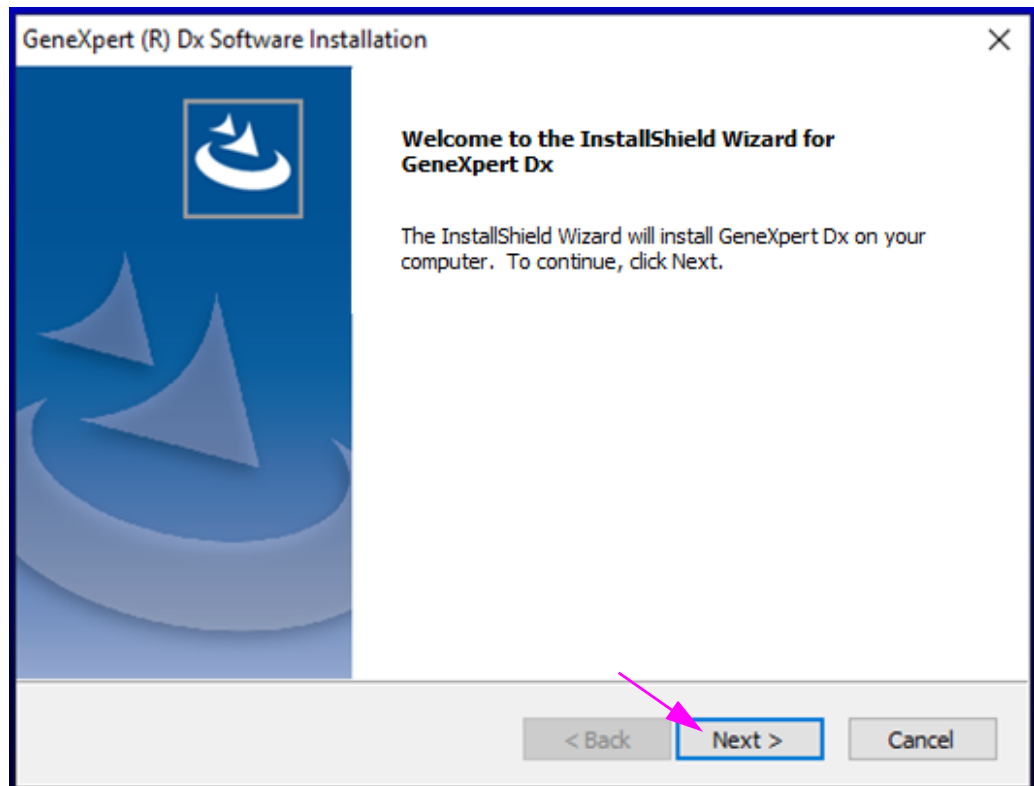 GeneXpert (R) Dx Software Installation
Welcome to the InstallShield Wizard for
GeneXpert Dx
The InstallShield Wizard will install GeneXpert Dx on your
computer.  To continue, click Next.
< Back
Next >
Cancel